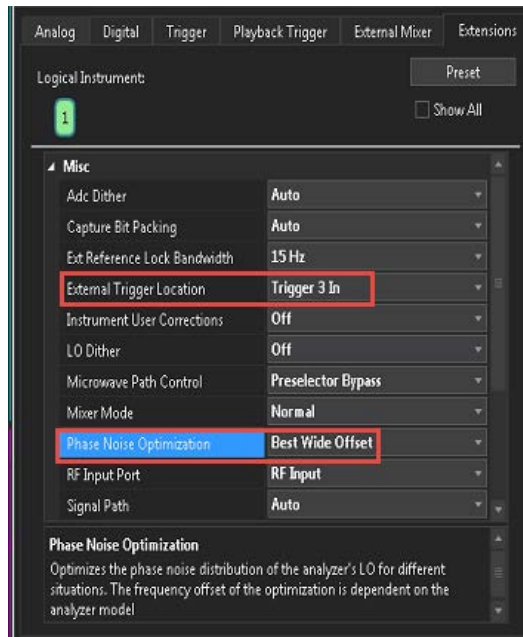 Analog Digital Trigger Playback Trigger External Mixer Extensions
Logical Instrument: Preset
1 Show All
Misc
Adc Dither Auto
Capture Bit Packing Auto
Ext Reference Lock Bandwidth 15 Hz
External Trigger Location Trigger 3 In
Instrument User Corrections Off
LO Dither Off
Microwave Path Control Preselector Bypass
Mixer Mode Normal
Phase Noise Optimization Best Wide Offset
RF Input Port RF Input
Signal Path Auto
Phase Noise Optimization
Optimizes the phase noise distribution of the analyzer's LO for different
situations. The frequency offset of the optimization is dependent on the
analyzer model